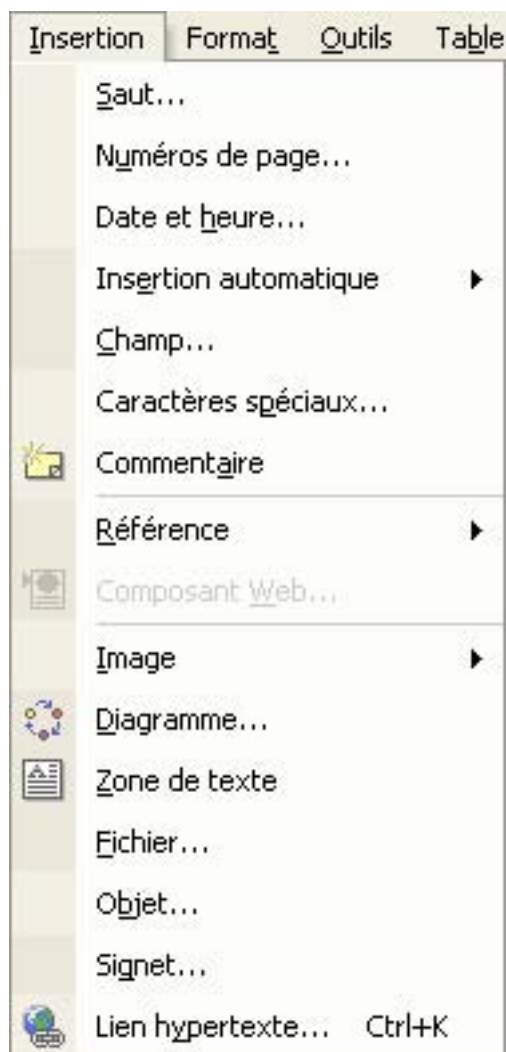 Insertion Format Outils Table
Saut...
Numéros de page...
Date et heure...
Insertion automatique
Champ...
Caractères spéciaux...
Commentaire
Référence
Composant Web...
Image
Diagramme...
Zone de texte
Fichier...
Objet...
Signet...
Lien hypertexte... Ctrl+K